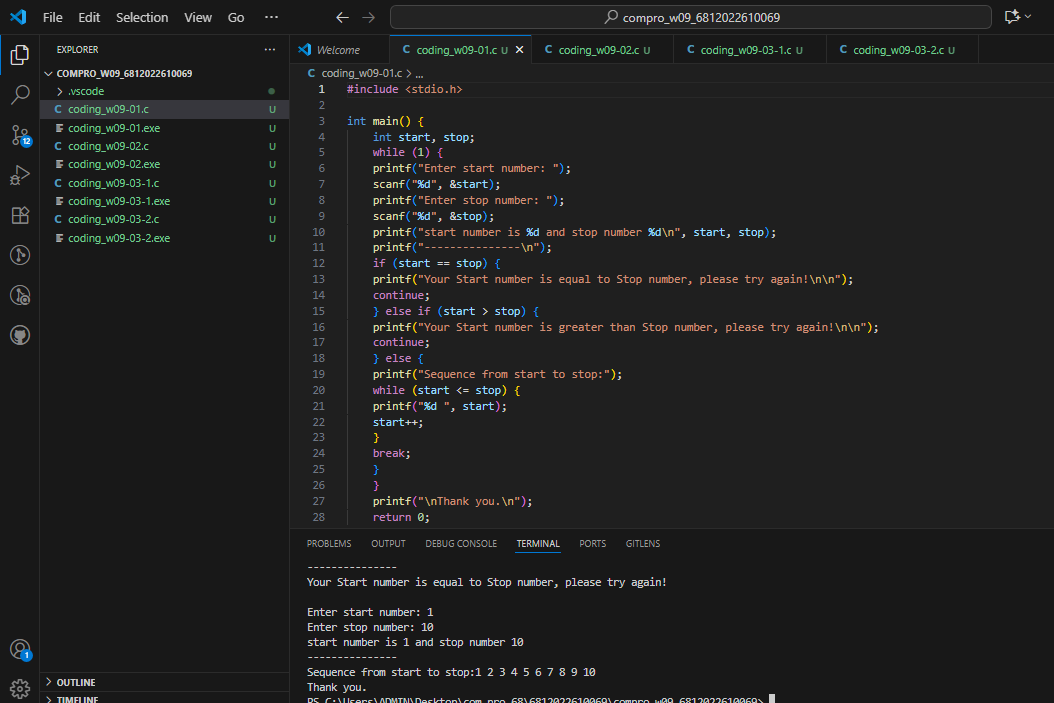 File Edit Selection View Go ··· compro_w09_6812022610069
EXPLORER ···
COMPRO_W09_6812022610069
.vscode
C coding_w09-01.c U
coding_w09-01.exe U
C coding_w09-02.c U
coding_w09-02.exe U
C coding_w09-03-1.c U
coding_w09-03-1.exe U
C coding_w09-03-2.c U
coding_w09-03-2.exe U
12
1
OUTLINE
TIMELINE
Welcome C coding_w09-01.c U C coding_w09-02.c U C coding_w09-03-1.c U C coding_w09-03-2.c U
C coding_w09-01.c > ...
1 #include <stdio.h>
2
3 int main() {
4 int start, stop;
5 while (1) {
6 printf("Enter start number: ");
7 scanf("%d", &start);
8 printf("Enter stop number: ");
9 scanf("%d", &stop);
10 printf("start number is %d and stop number %d\n", start, stop);
11 printf("---------------\n");
12 if (start == stop) {
13 printf("Your Start number is equal to Stop number, please try again!\n\n");
14 continue;
15 } else if (start > stop) {
16 printf("Your Start number is greater than Stop number, please try again!\n\n");
17 continue;
18 } else {
19 printf("Sequence from start to stop:");
20 while (start <= stop) {
21 printf("%d ", start);
22 start++;
23 }
24 break;
25 }
26 }
27 printf("\nThank you.\n");
28 return 0;
PROBLEMS OUTPUT DEBUG CONSOLE TERMINAL PORTS GITLENS
---------------
Your Start number is equal to Stop number, please try again!
Enter start number: 1
Enter stop number: 10
start number is 1 and stop number 10
---------------
Sequence from start to stop:1 2 3 4 5 6 7 8 9 10
Thank you.
PS C:\Users\ADMIN\Desktop\com pro 68\6812022610069\compro_w09_6812022610069>